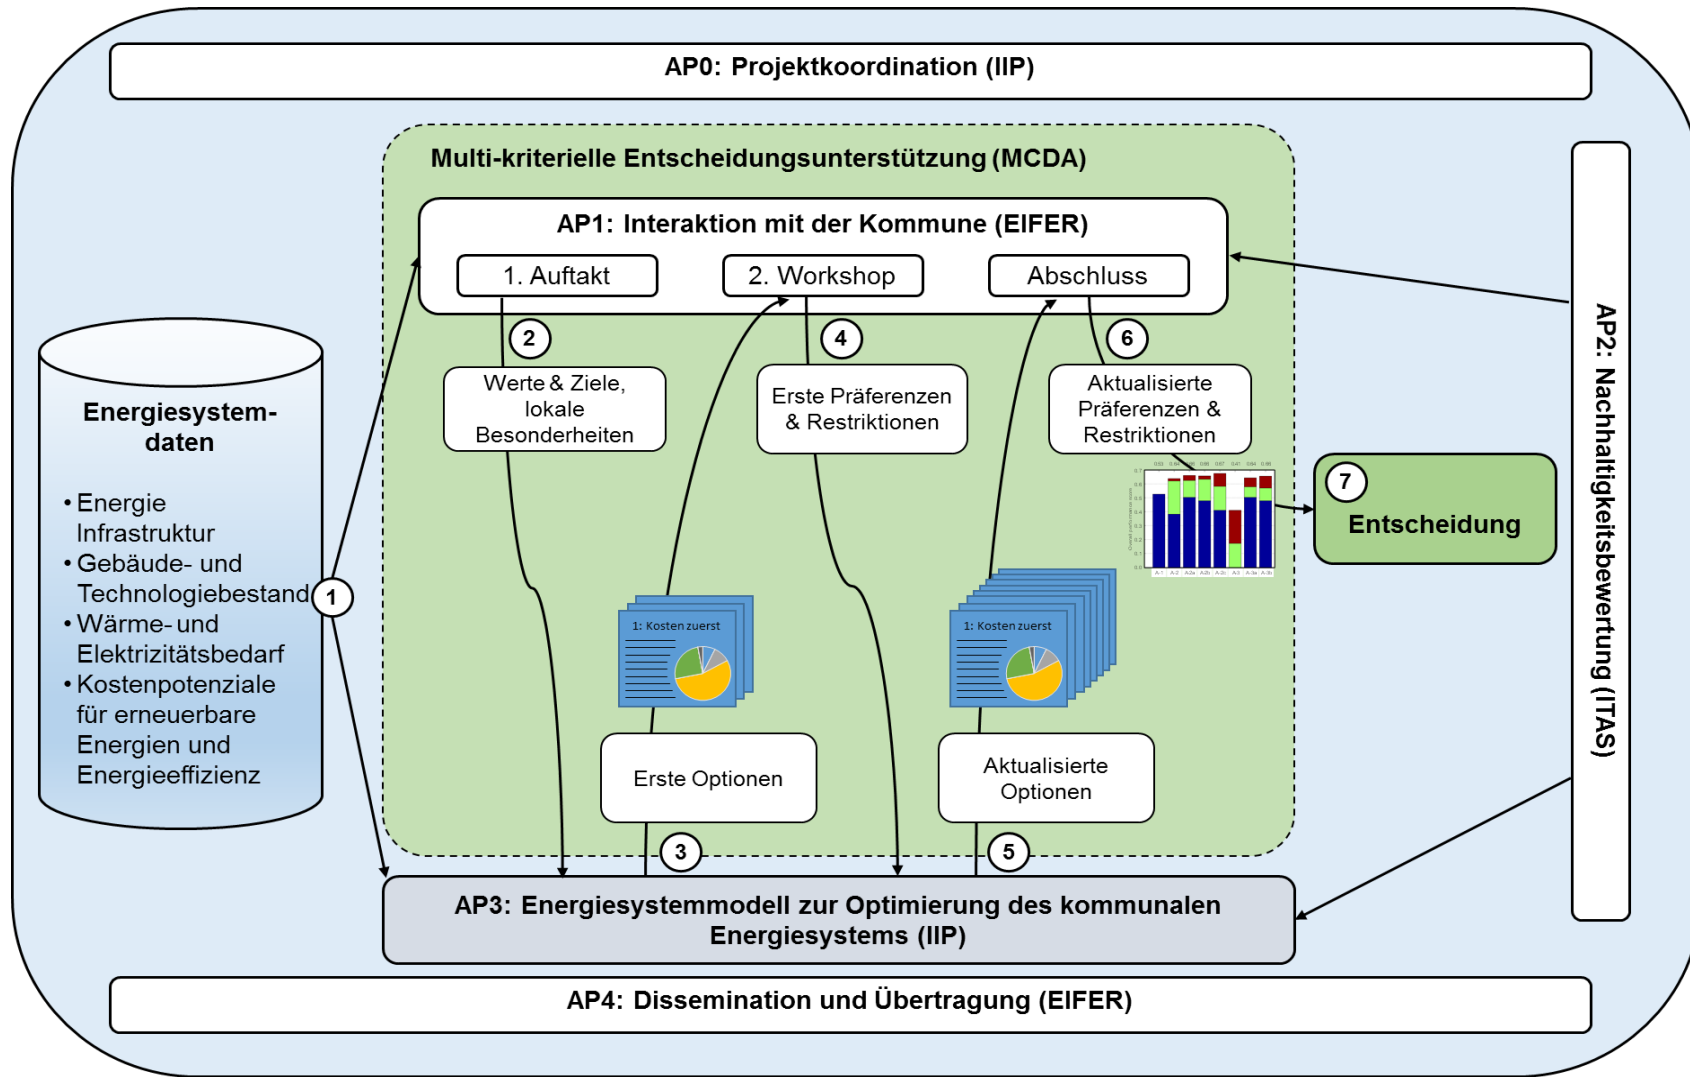 AP0: Projektkoordination (IIP)
Multi-kriterielle Entscheidungsunterstützung (MCDA)
AP1: Interaktion mit der Kommune (EIFER)
1. Auftakt
2. Workshop
Abschluss
2
4
6
Werte & Ziele,
lokale
Besonderheiten
Erste Präferenzen
& Restriktionen
Aktualisierte
Präferenzen &
Restriktionen
Energiesystem-
daten
• Energie
Infrastruktur
• Gebäude- und
Technologiebestand
• Wärme- und
Elektrizitätsbedarf
• Kostenpotenziale
für erneuerbare
Energien und
Energieeffizienz
1
7
Entscheidung
1: Kosten zuerst
1: Kosten zuerst
Erste Optionen
Aktualisierte
Optionen
3
5
AP3: Energiesystemmodell zur Optimierung des kommunalen
Energiesystems (IIP)
AP2: Nachhaltigkeitsbewertung (ITAS)
AP4: Dissemination und Übertragung (EIFER)